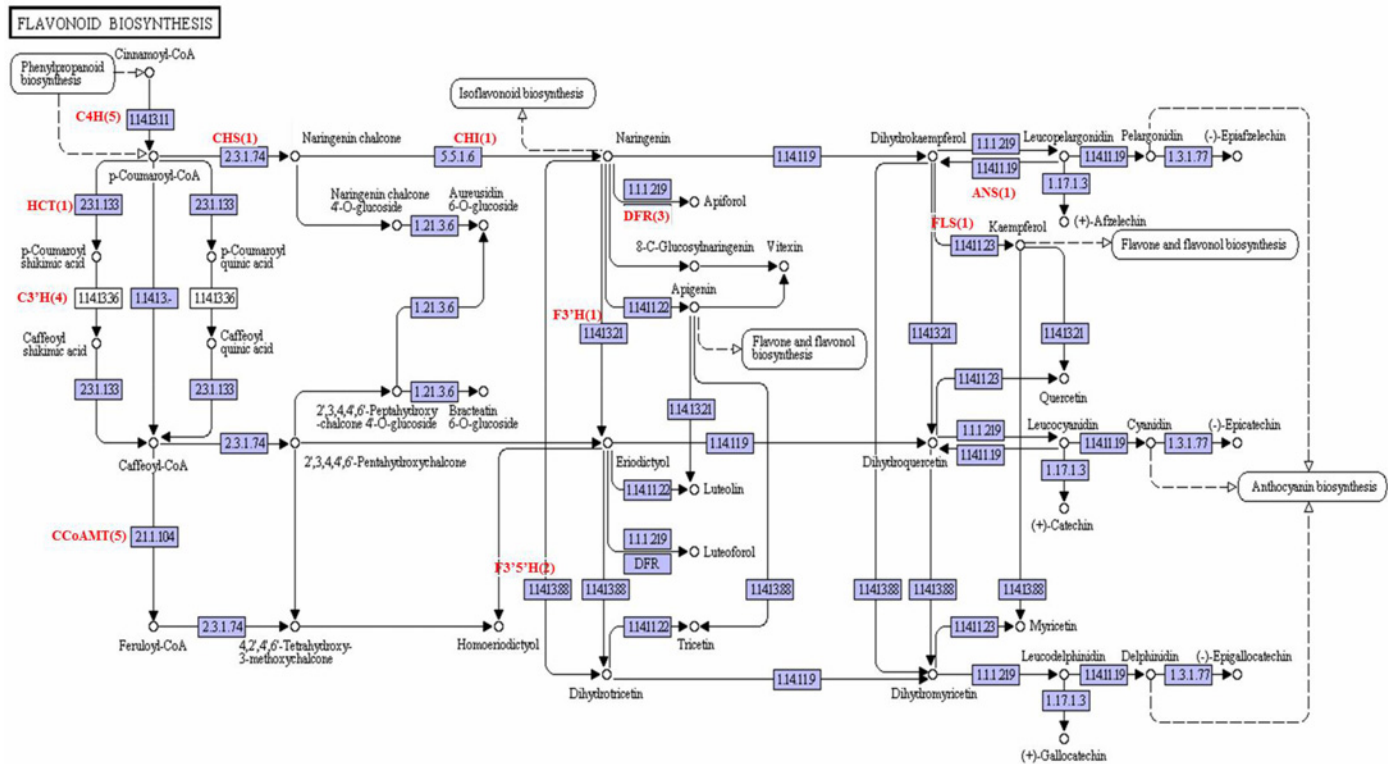 FLAVONOID BIOSYNTHESIS
Cinnamoyl-CoA
Phenylpropanoid
biosynthesis
C4H(5)
1.14.13.11
Isoflavonoid biosynthesis
CHS(1)
2.3.1.74
Naringenin chalcone
CHI(1)
5.5.1.6
Naringenin
1.14.11.9
Dihydrokaempferol
1.1.1.219
1.14.11.19
ANS(1)
Leucopelargonidin
1.14.11.19
Pelargonidin
1.3.1.77
(-)-Epiafzelechin
1.17.1.3
(+)-Afzelechin
p-Coumaroyl-CoA
HCT(1)
2.3.1.133
2.3.1.133
Naringenin chalcone
4'-O-glucoside
1.21.3.6
Aureusidin
6-O-glucoside
1.1.1.219
DFR(3)
Apiforol
FLS(1)
1.14.11.23
Kaempferol
Flavone and flavonol biosynthesis
p-Coumaroyl
shikimic acid
p-Coumaroyl
quinic acid
8-C-Glucosylnaringenin
Vitexin
C3'H(4)
1.14.13.36
1.14.13.-
1.14.13.36
1.21.3.6
F3'H(1)
1.14.13.21
1.14.11.22
Apigenin
Flavone and flavonol
biosynthesis
1.14.13.21
1.14.13.21
Caffeoyl
shikimic acid
Caffeoyl
quinic acid
2.3.1.133
2.3.1.133
1.21.3.6
2',3,4,4',6'-Peptahydroxy
-chalcone 4'-O-glucoside
Bracteatin
6-O-glucoside
1.14.13.21
1.14.11.23
Quercetin
Caffeoyl-CoA
2.3.1.74
2',3,4,4',6'-Pentahydroxychalcone
Eriodictyol
1.14.11.9
Dihydroquercetin
1.1.1.219
1.14.11.19
Leucocyanidin
1.14.11.19
Cyanidin
1.3.1.77
(-)-Epicatechin
1.17.1.3
(+)-Catechin
1.14.11.22
Luteolin
Anthocyanin biosynthesis
CCoAMT(5)
2.1.1.104
1.1.1.219
DFR
Luteoforol
F3'5'H(2)
1.14.13.88
1.14.13.88
1.14.13.88
1.14.13.88
1.14.13.88
1.14.13.88
Feruloyl-CoA
2.3.1.74
4,2',4',6'-Tetrahydroxy-
3-methoxychalcone
Homoeriodictyol
1.14.11.22
Tricetin
1.14.11.23
Myricetin
Dihydrotricetin
1.14.11.9
Dihydromyricetin
1.1.1.219
Leucodelphinidin
1.14.11.19
Delphinidin
1.3.1.77
(-)-Epigallocatechin
1.17.1.3
(+)-Gallocatechin